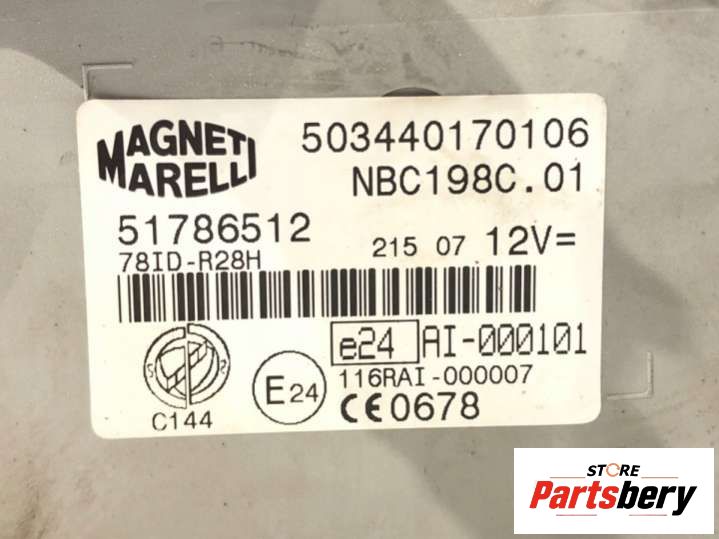 MAGNETI
MARELLI
503440170106
NBC198C.01
51786512
78ID-R28H
215 07 12V=
e24 AI-000101
E24
116RAI-000007
C144
CE0678
STORE
Partsbery